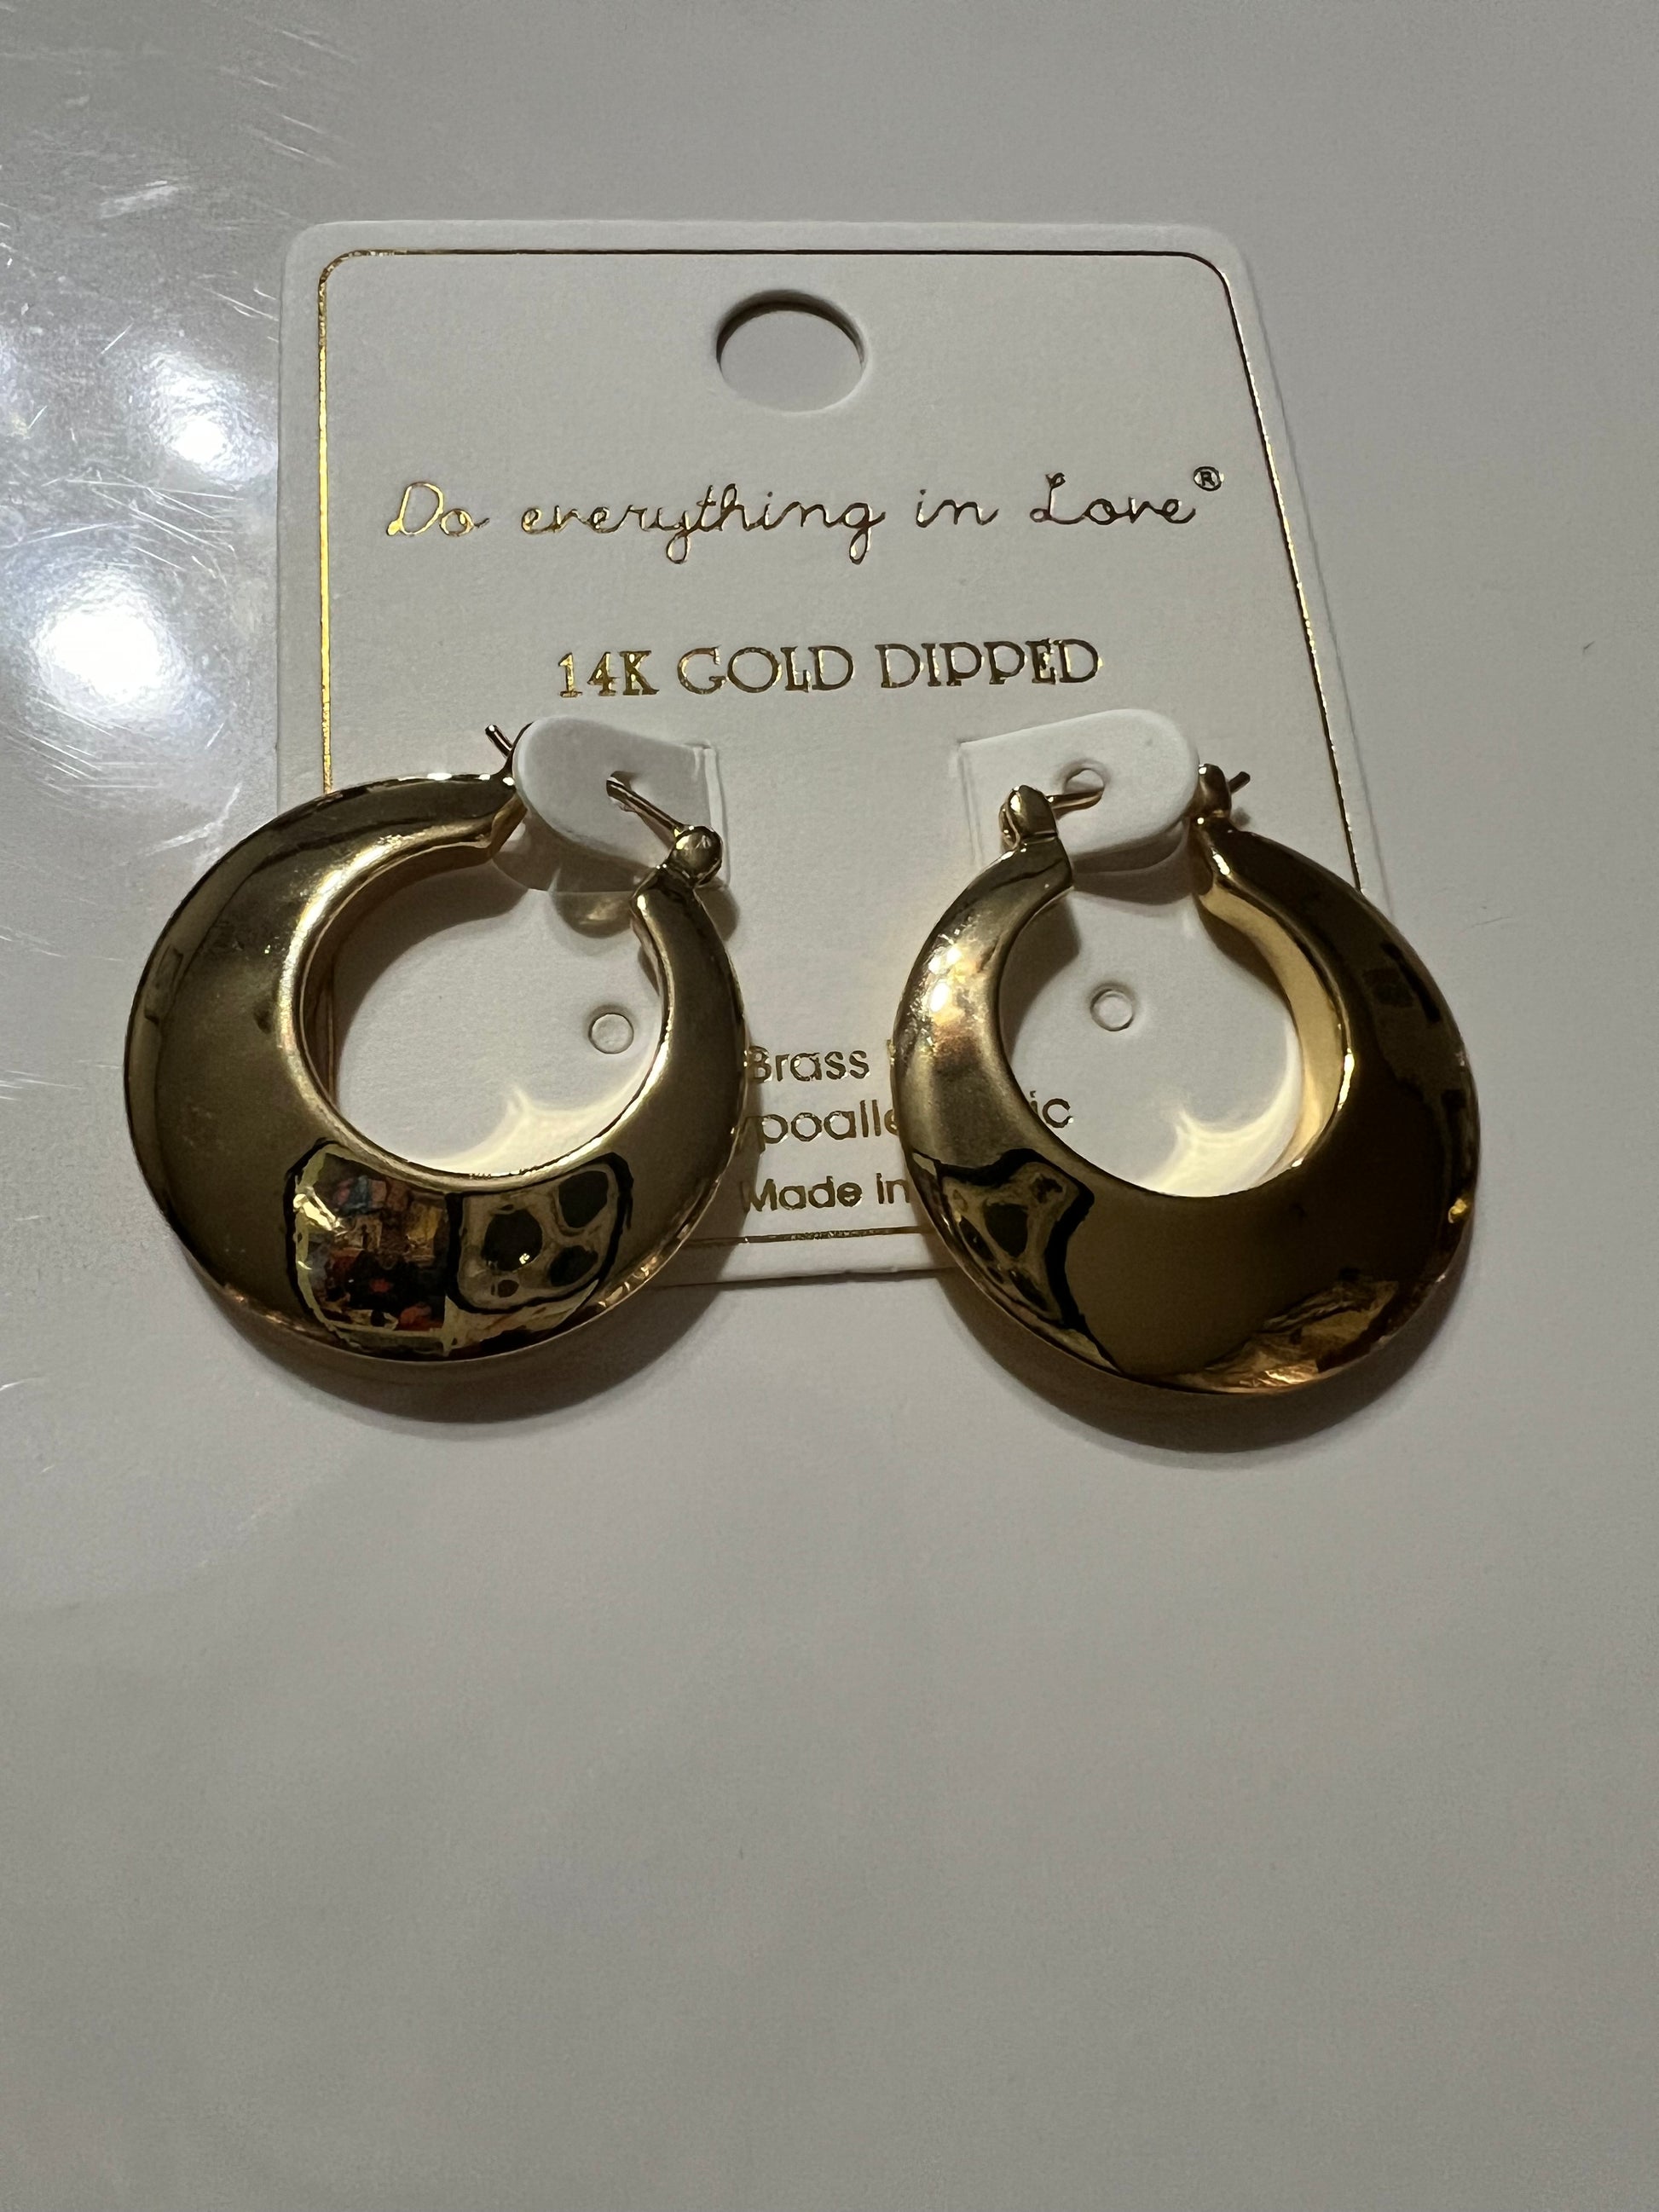 Do everything in Love®
14K GOLD DIPPED
Brass
Made in